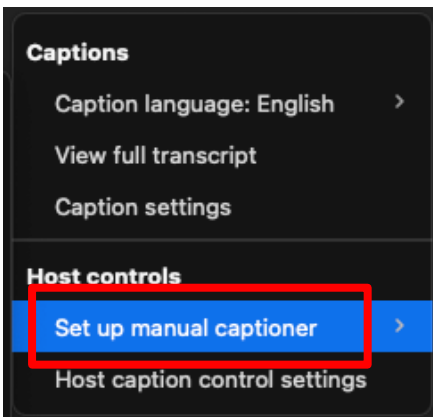 Captions
Caption language: English
View full transcript
Caption settings
Host controls
Set up manual captioner
Host caption control settings